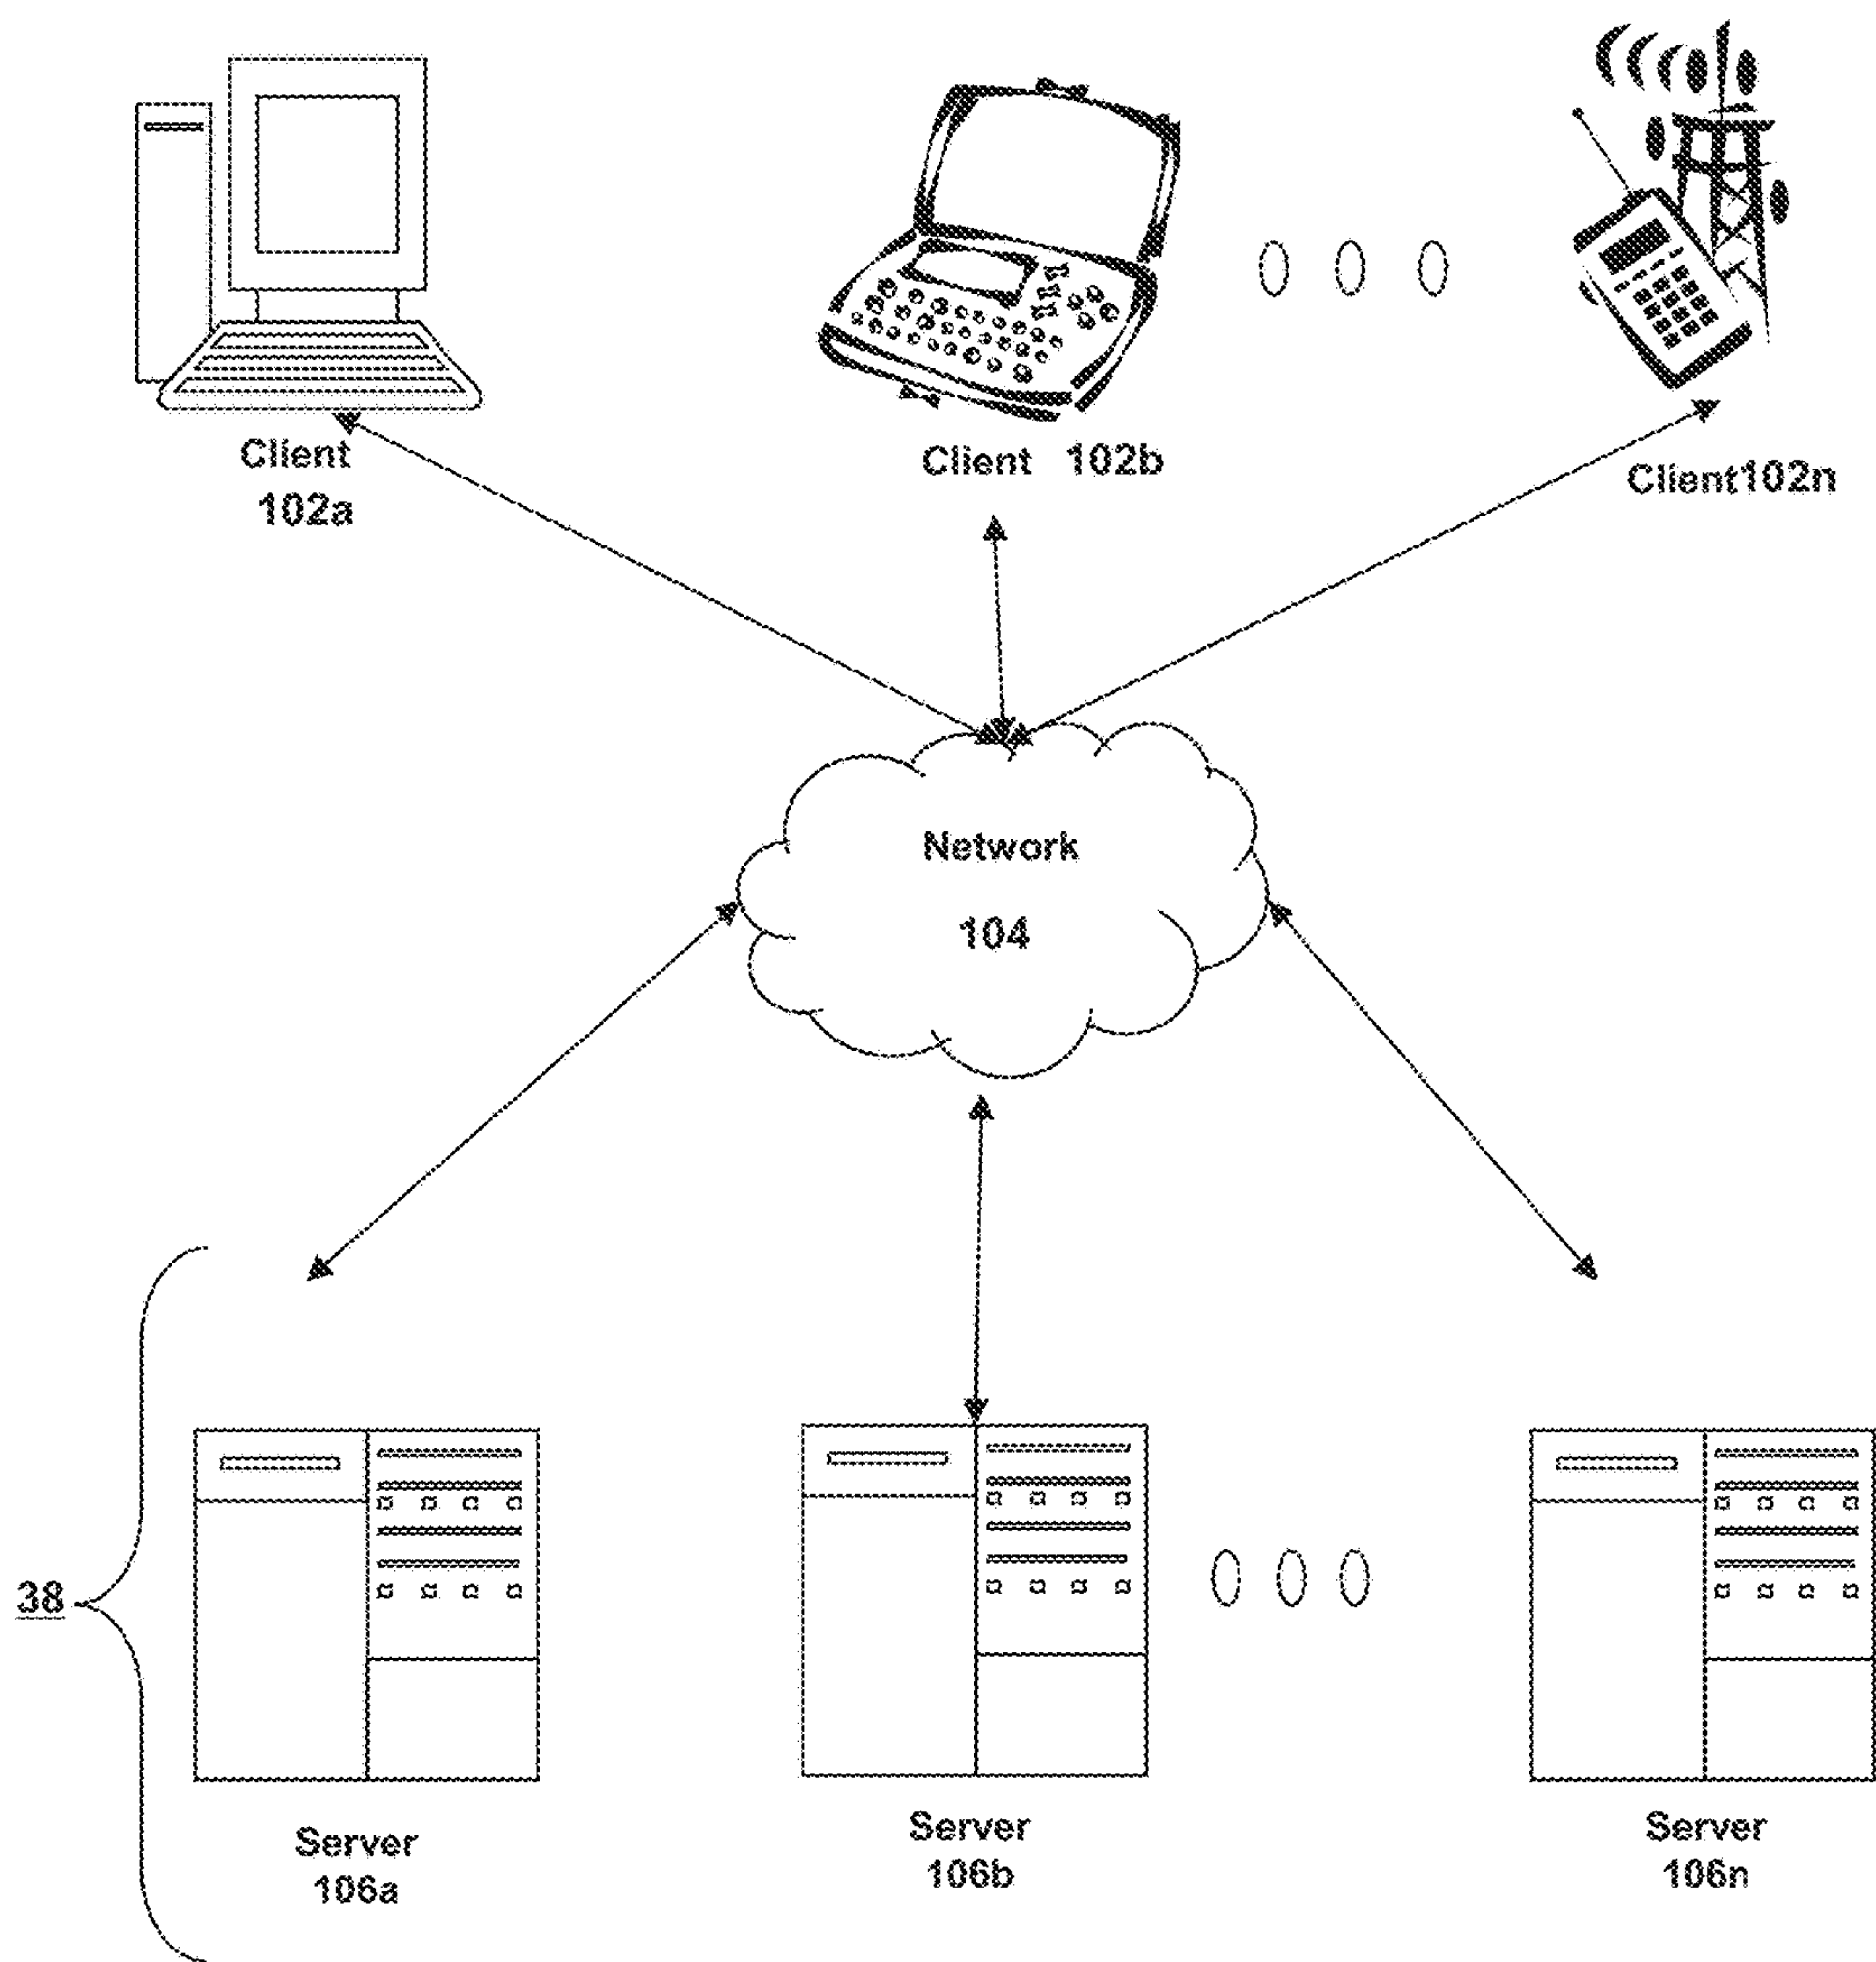 Client
102a
Client 102b
Client102n
Network
104
38
Server
106a
Server
106b
Server
106n